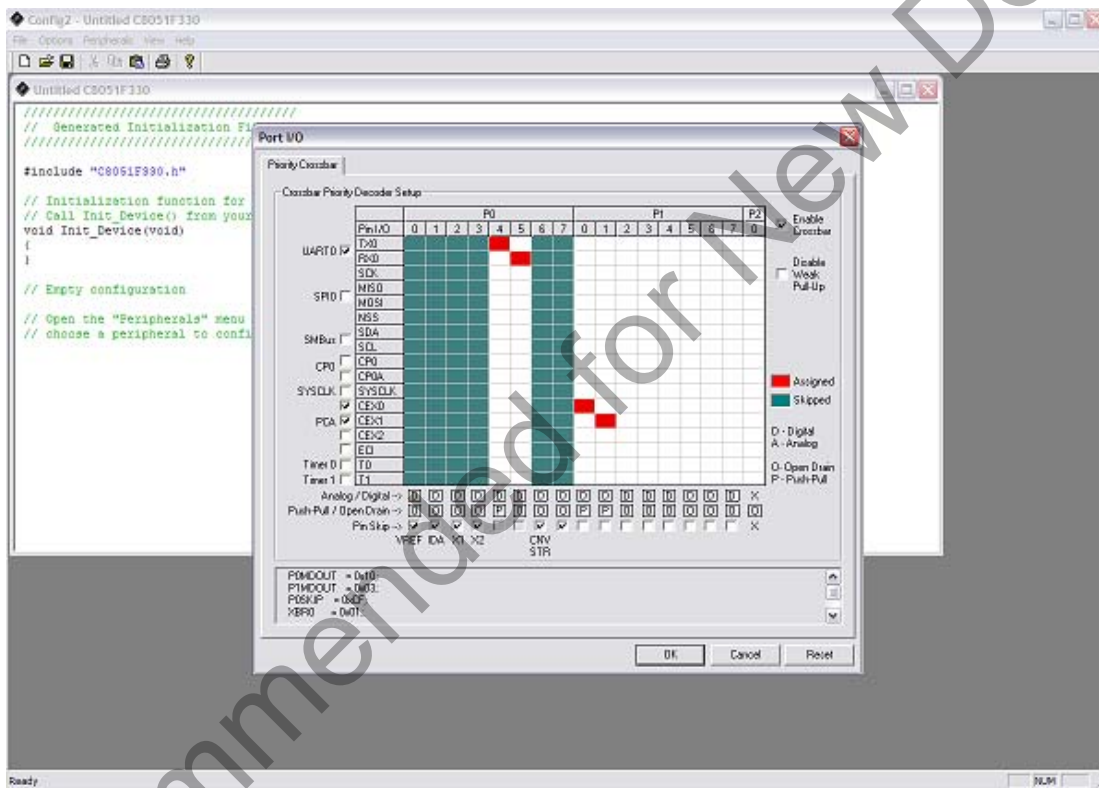 Config2 - Untitled C8051F330
File Options Peripherals View Help
Untitled C8051F330
/////////////////////////////////////
// Generated Initialization Fi
#include "C8051F330.h"
// Initialization function for
// Call Init_Device() from your
void Init_Device(void)
{
}
// Empty configuration
// Open the "Peripherals" menu
// choose a peripheral to confi
Port I/O
Priority Crossbar
Crossbar Priority Decoder Setup
P0 P1 P2
Pin I/O 0 1 2 3 4 5 6 7 0 1 2 3 4 5 6 7 0
UART0 TX0
RX0
SCK
SPI0 MISO
MOSI
NSS
SMBus SDA
SCL
CP0 CP0
CP0A
SYSCLK SYSCLK
CEX0
PCA CEX1
CEX2
ECI
Timer 0 T0
Timer 1 T1
Analog / Digital ->
Push-Pull / Open Drain ->
Pin Skip ->
VREF IDA X1 X2 CNV
STR
Enable
Crossbar
Disable
Weak
Pull-Up
Assigned
Skipped
D - Digital
A - Analog
O- Open Drain
P - Push-Pull
P0MDOUT = 0x10;
P1MDOUT = 0x03;
P0SKIP = 0xCF;
XBR0 = 0x01;
OK Cancel Reset
Ready NUM
mmended for New De